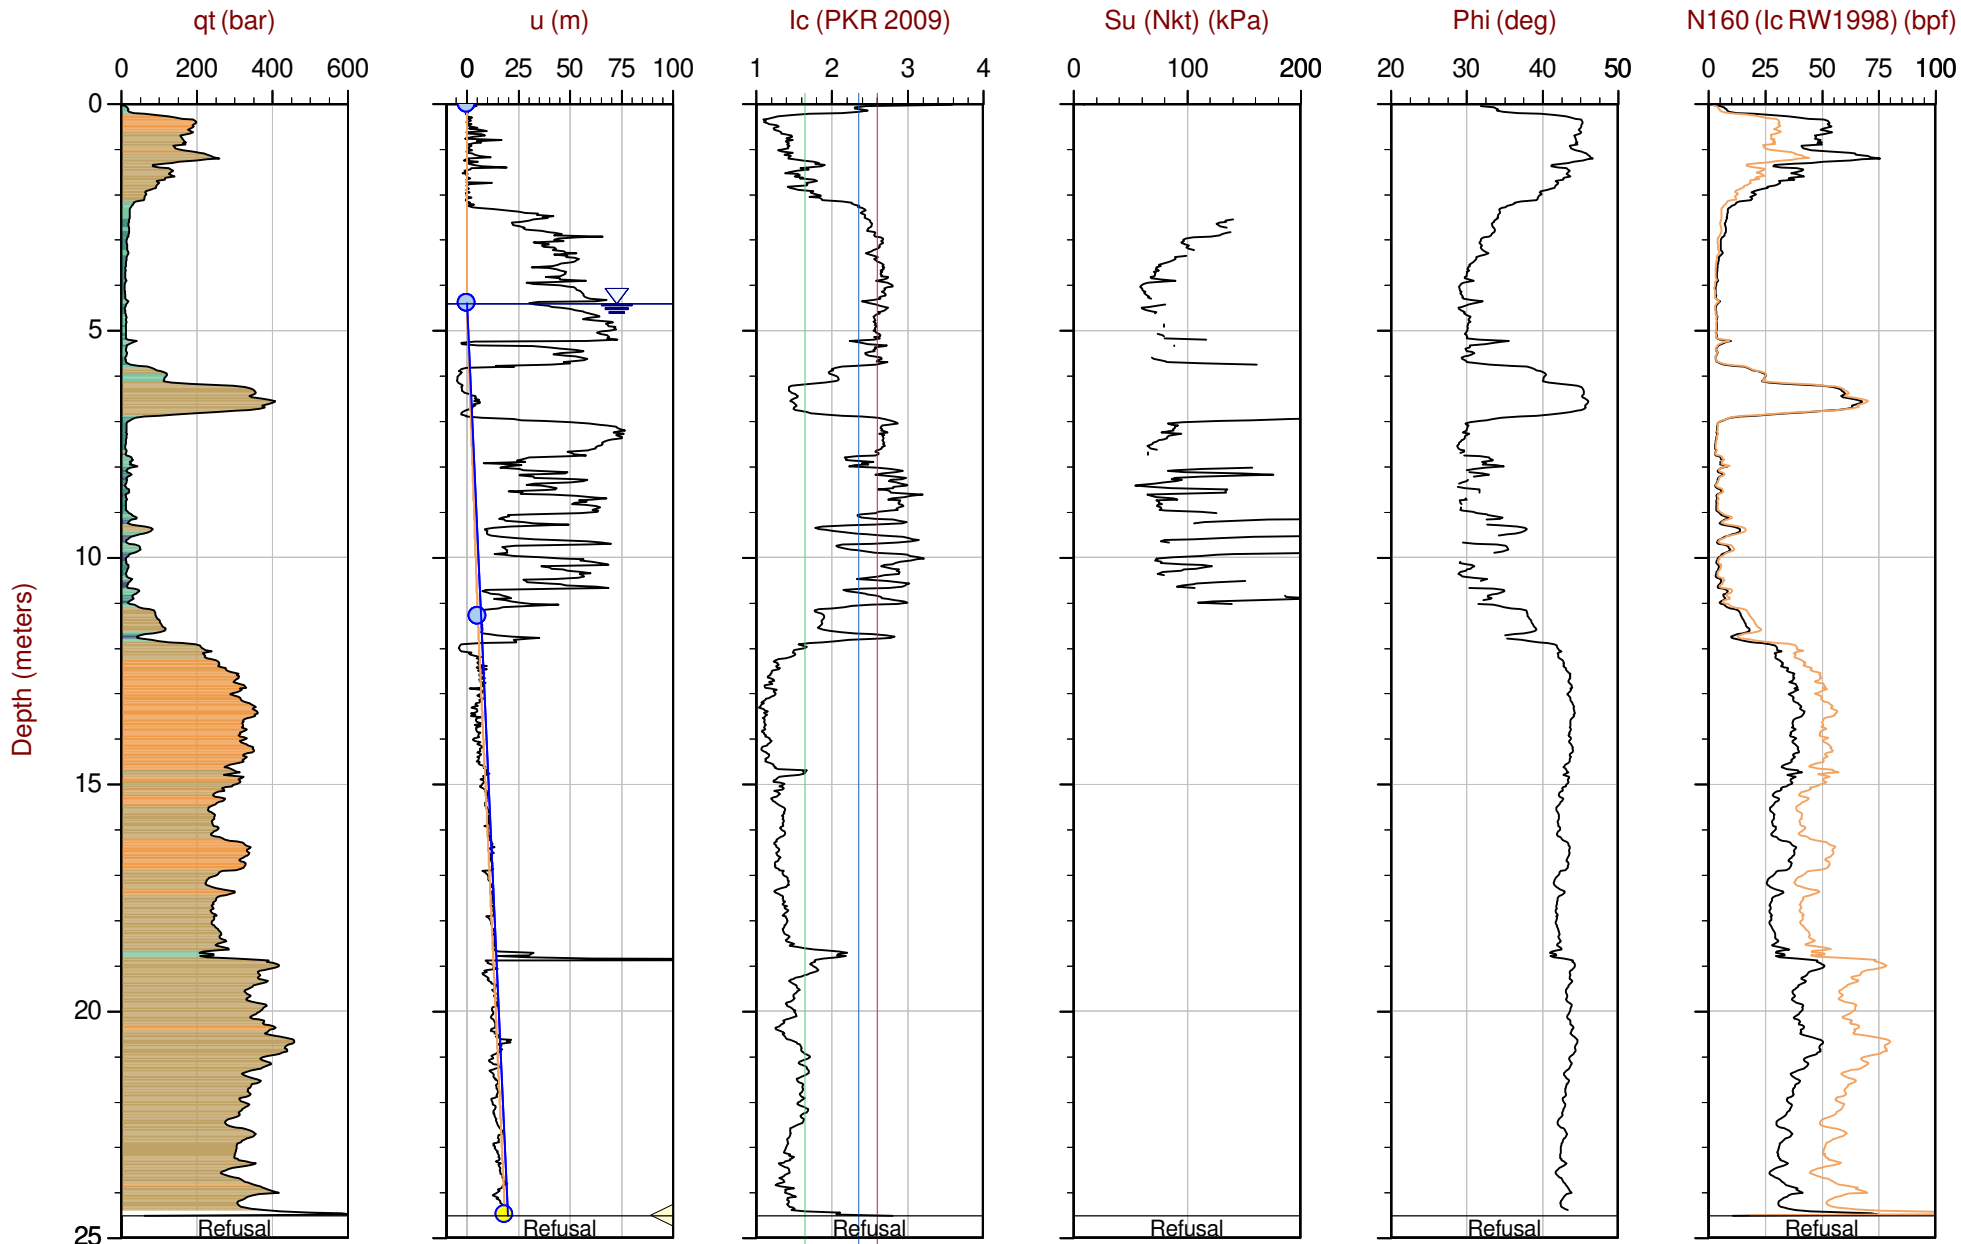 qt (bar)
u (m)
Ic (PKR 2009)
Su (Nkt) (kPa)
Phi (deg)
N160 (Ic RW1998) (bpf)
0 200 400 600
0 25 50 75 100
1 2 3 4
0 100 200
20 30 40 50
0 25 50 75 100
0
5
10
15
20
25
Depth (meters)
Refusal
Refusal
Refusal
Refusal
Refusal
Refusal